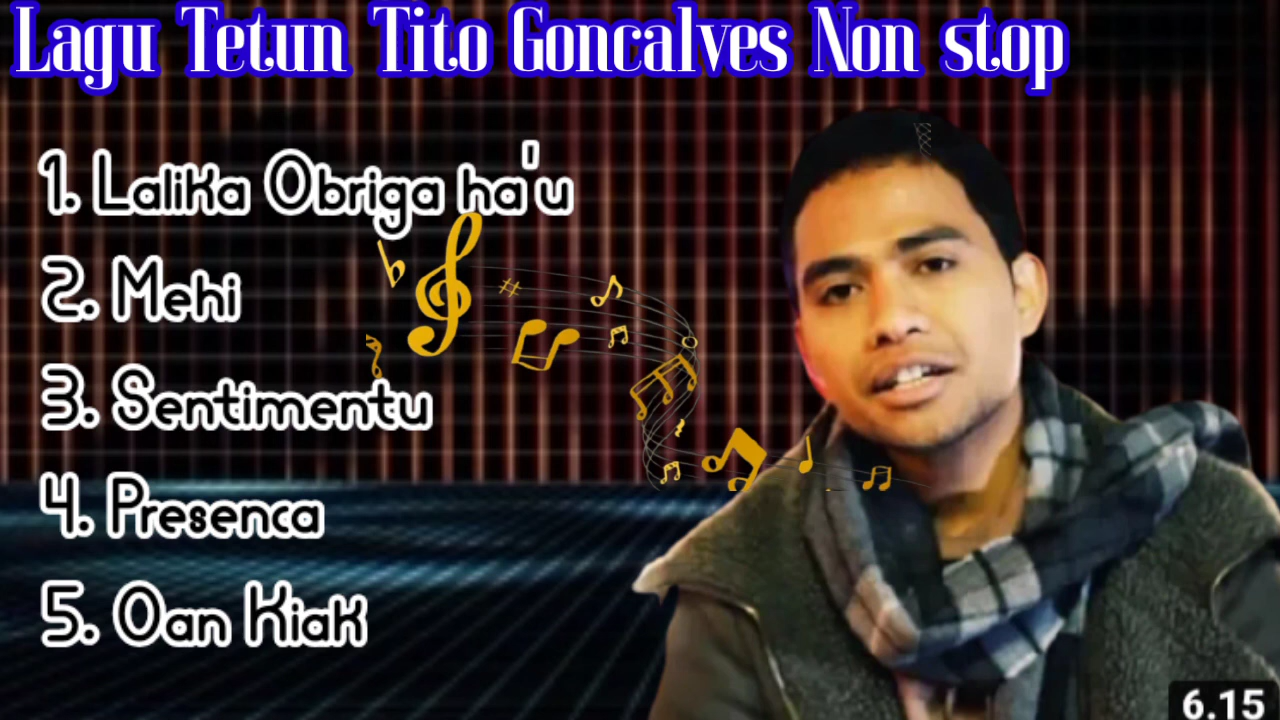 Lagu Tetun Tito Goncalves Non stop
1. Lalika Obriga ha'u
2. Mehi
3. Sentimentu
4. Presenca
5. Oan Kiak
6.15